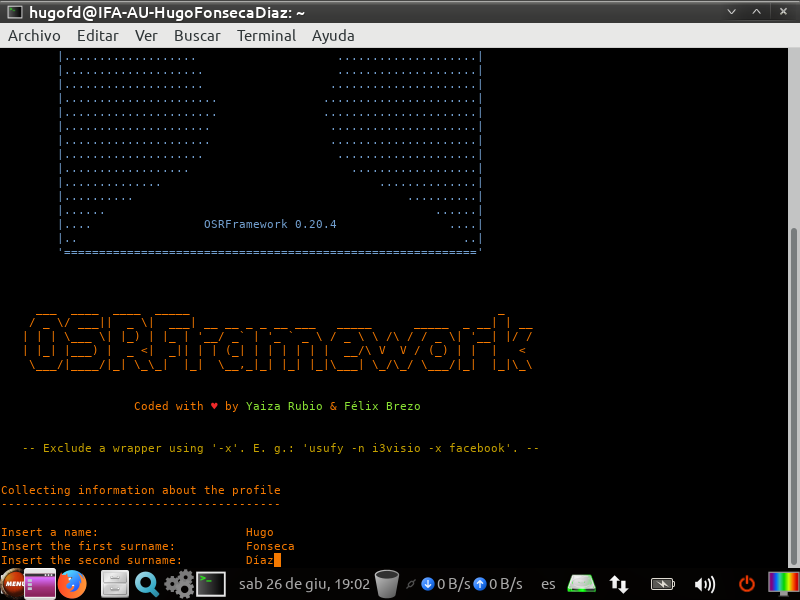 hugofd@IFA-AU-HugoFonsecaDiaz: ~
Archivo Editar Ver Buscar Terminal Ayuda
OSRFramework 0.20.4
OSRFramework
Coded with ♥ by Yaiza Rubio & Félix Brezo
-- Exclude a wrapper using '-x'. E. g.: 'usufy -n i3visio -x facebook'. --
Collecting information about the profile
----------------------------------------
Insert a name: Hugo
Insert the first surname: Fonseca
Insert the second surname: Díaz
MENU sab 26 de giu, 19:02 0 B/s 0 B/s es